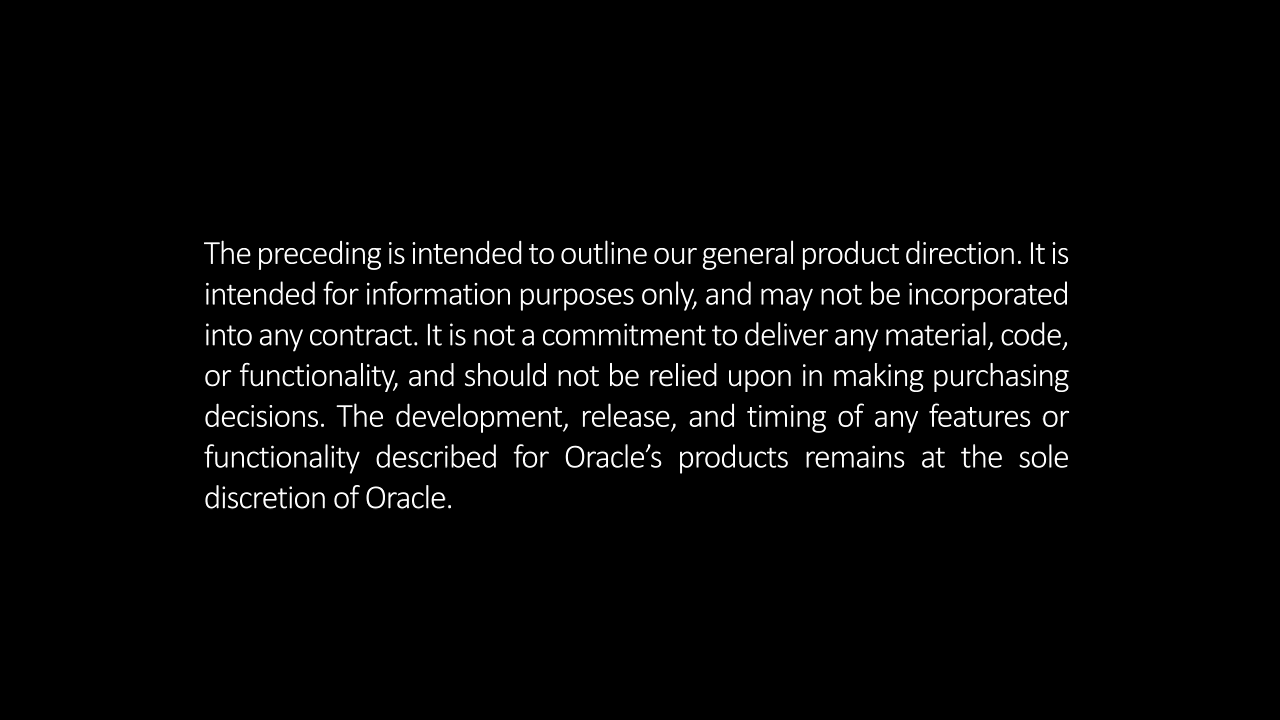 The preceding is intended to outline our general product direction. It is
intended for information purposes only, and may not be incorporated
into any contract. It is not a commitment to deliver any material, code,
or functionality, and should not be relied upon in making purchasing
decisions. The development, release, and timing of any features or
functionality described for Oracle’s products remains at the sole
discretion of Oracle.